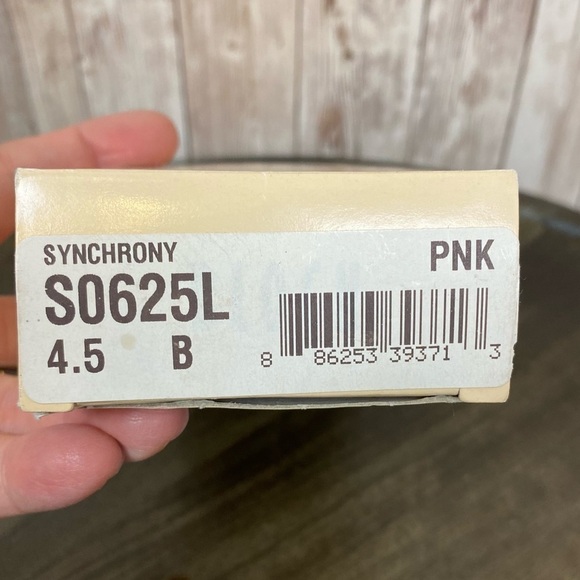 SYNCHRONY PNK
S0625L
4.5 B
8 86253 39371 3